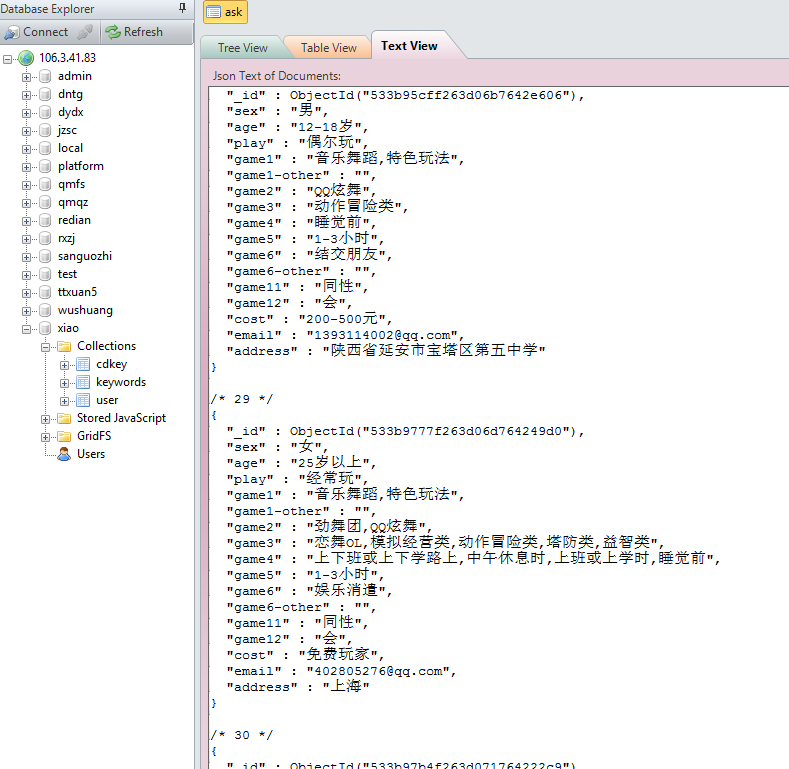 Database Explorer
Connect Refresh
106.3.41.83
admin
dntg
dydx
jzsc
local
platform
qmfs
qmqz
redian
rxzj
sanguozhi
test
ttxuan5
wushuang
xiao
Collections
cdkey
keywords
user
Stored JavaScript
GridFS
Users
ask
Tree View Table View Text View
Json Text of Documents:
"_id" : ObjectId("533b95cff263d06b7642e606"),
"sex" : "男",
"age" : "12-18岁",
"play" : "偶尔玩",
"game1" : "音乐舞蹈,特色玩法",
"game1-other" : "",
"game2" : "QQ炫舞",
"game3" : "动作冒险类",
"game4" : "睡觉前",
"game5" : "1-3小时",
"game6" : "结交朋友",
"game6-other" : "",
"game11" : "同性",
"game12" : "会",
"cost" : "200-500元",
"email" : "1393114002@qq.com",
"address" : "陕西省延安市宝塔区第五中学"
}
/* 29 */
{
"_id" : ObjectId("533b9777f263d06d764249d0"),
"sex" : "女",
"age" : "25岁以上",
"play" : "经常玩",
"game1" : "音乐舞蹈,特色玩法",
"game1-other" : "",
"game2" : "劲舞团,QQ炫舞",
"game3" : "恋舞OL,模拟经营类,动作冒险类,塔防类,益智类",
"game4" : "上下班或上下学路上,中午休息时,上班或上学时,睡觉前",
"game5" : "1-3小时",
"game6" : "娱乐消遣",
"game6-other" : "",
"game11" : "同性",
"game12" : "会",
"cost" : "免费玩家",
"email" : "402805276@qq.com",
"address" : "上海"
}
/* 30 */
{
"_id" : ObjectId("533b97b4f263d071764222c9")